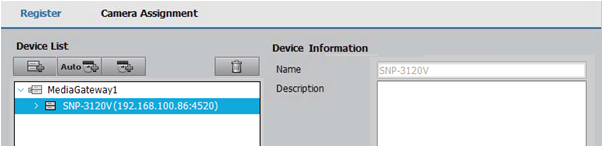 Register Camera Assignment
Device List
Auto
MediaGateway1
SNP-3120V(192.168.100.86:4520)
Device Information
Name SNP-3120V
Description